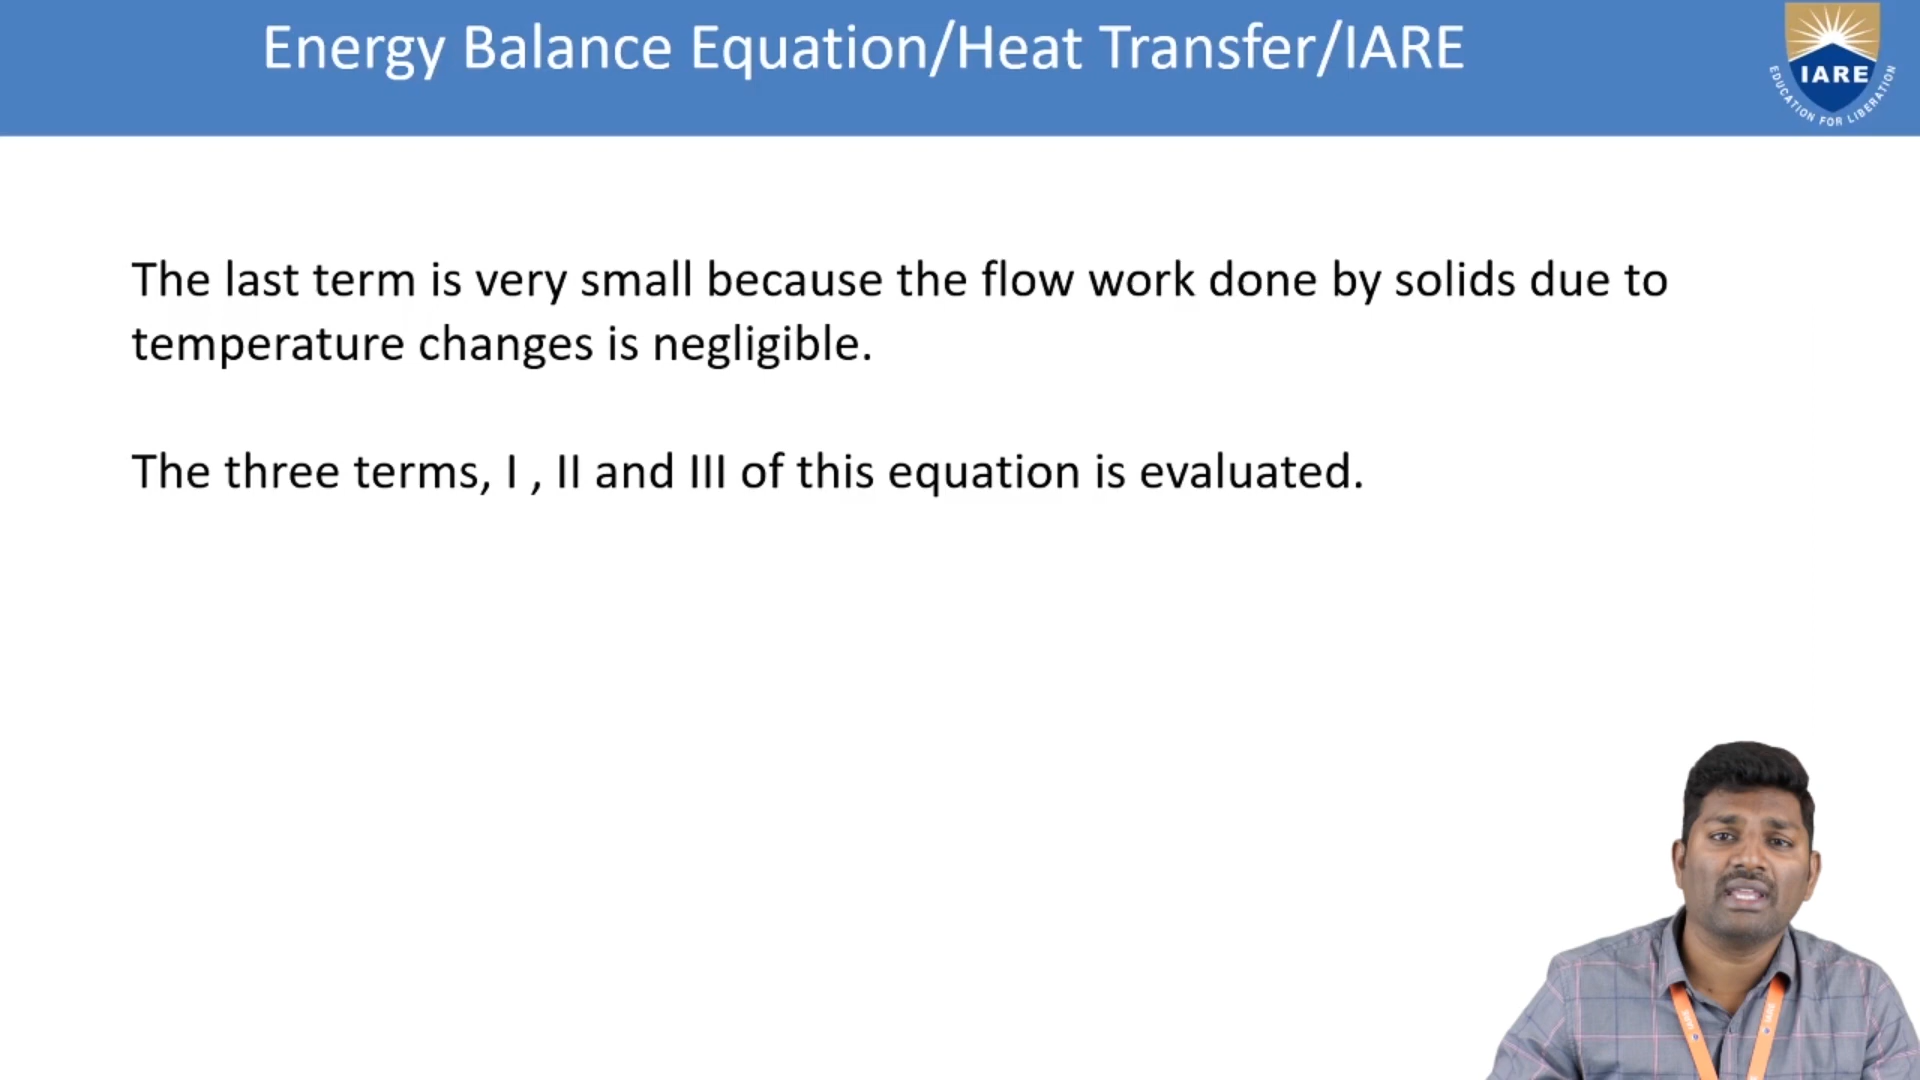 Energy Balance Equation/Heat Transfer/IARE
IARE
EDUCATION FOR LIBERATION
The last term is very small because the flow work done by solids due to
temperature changes is negligible.
The three terms, I , II and III of this equation is evaluated.